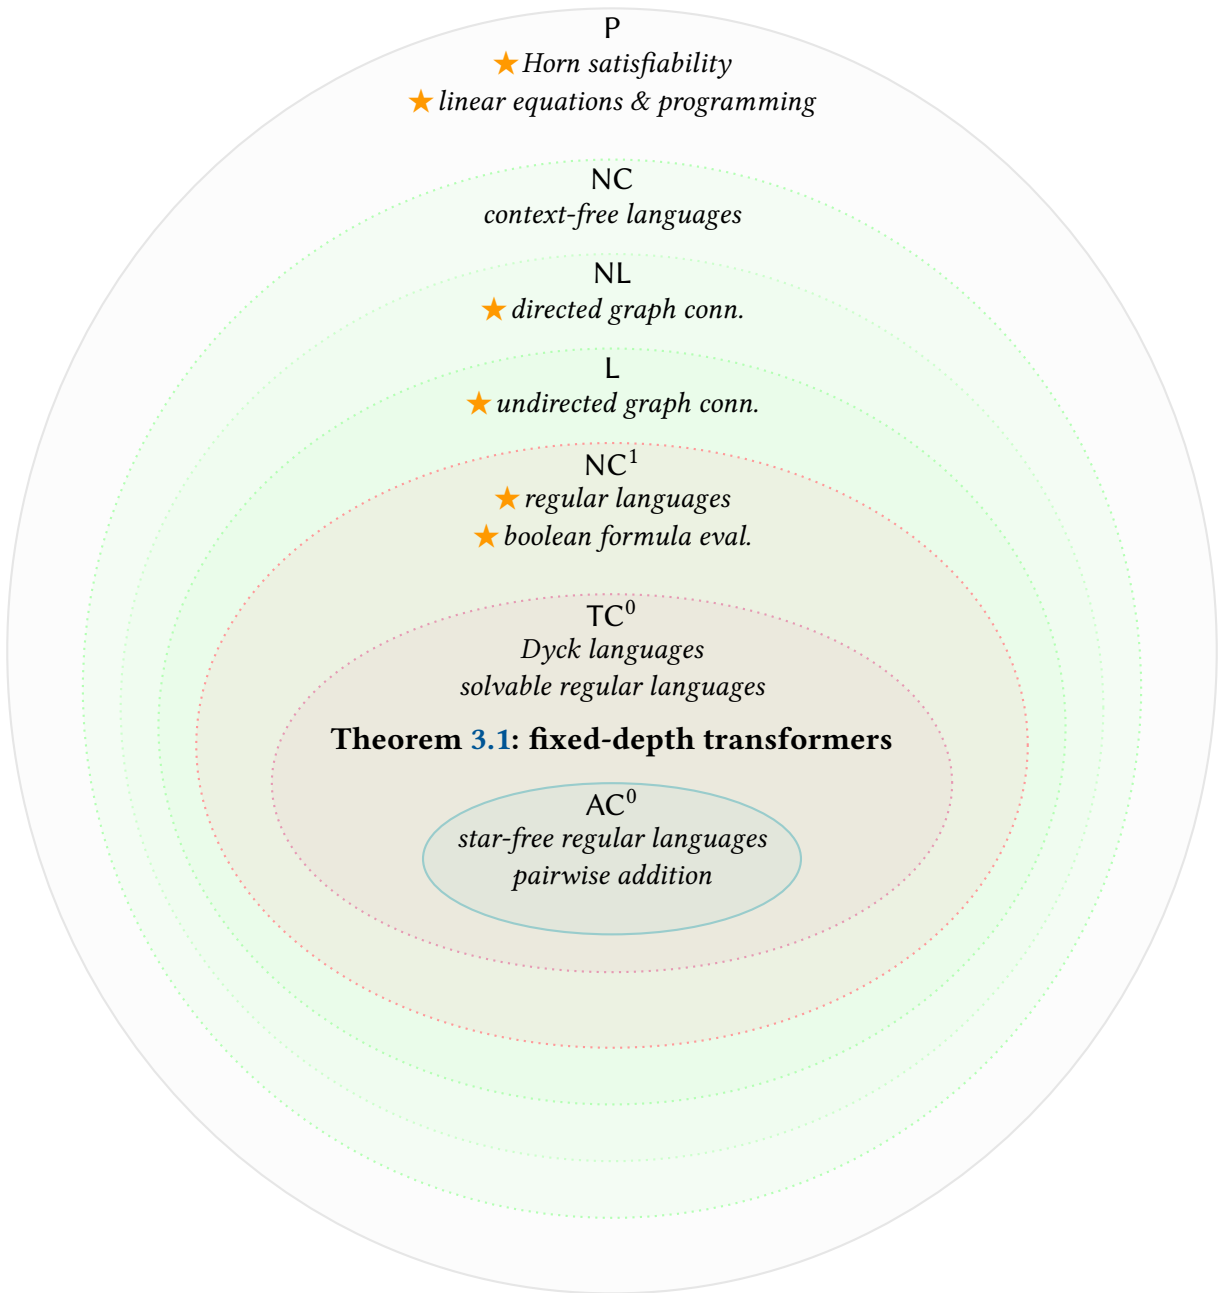 P
★ Horn satisfiability
★ linear equations & programming
NC
context-free languages
NL
★ directed graph conn.
L
★ undirected graph conn.
NC¹
★ regular languages
★ boolean formula eval.
TC⁰
Dyck languages
solvable regular languages
Theorem 3.1: fixed-depth transformers
AC⁰
star-free regular languages
pairwise addition